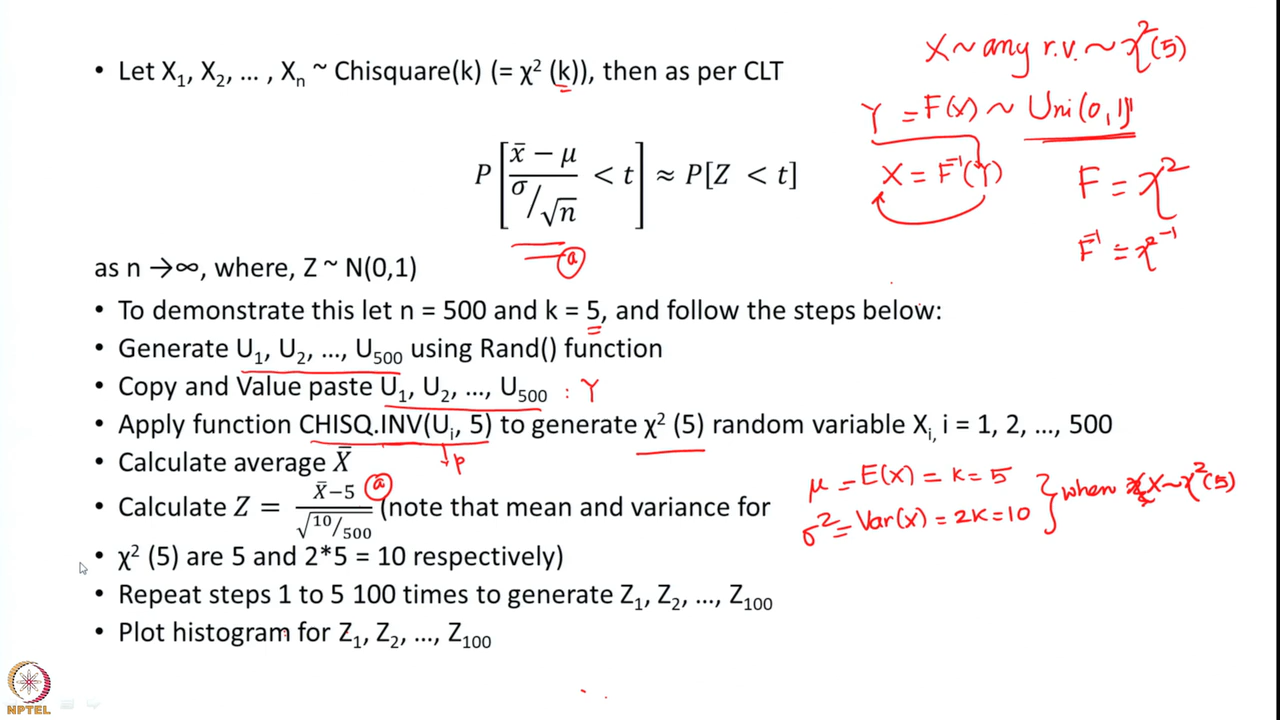 • Let X₁, X₂, ... , Xₙ ~ Chisquare(k) (= χ² (k)), then as per CLT
P[(x̄ − μ)/(σ/√n) < t] ≈ P[Z < t]
ⓐ
as n →∞, where, Z ~ N(0,1)
• To demonstrate this let n = 500 and k = 5, and follow the steps below:
• Generate U₁, U₂, ..., U₅₀₀ using Rand() function
• Copy and Value paste U₁, U₂, ..., U₅₀₀ : Y
• Apply function CHISQ.INV(Uᵢ, 5) to generate χ² (5) random variable Xᵢ, i = 1, 2, ..., 500
↓ p
• Calculate average X̄
• Calculate Z = (X̄−5)/√(10/500) ⓐ (note that mean and variance for
• χ² (5) are 5 and 2*5 = 10 respectively)
• Repeat steps 1 to 5 100 times to generate Z₁, Z₂, ..., Z₁₀₀
• Plot histogram for Z₁, Z₂, ..., Z₁₀₀
X ~ any r.v. ~ χ²(5)
Y = F(X) ~ Uni(0,1)
X = F⁻¹(Y)
F = χ²
F⁻¹ = χ²⁻¹
μ = E(X) = k = 5
σ² = Var(X) = 2k = 10
} when X ~ χ²(5)
NPTEL